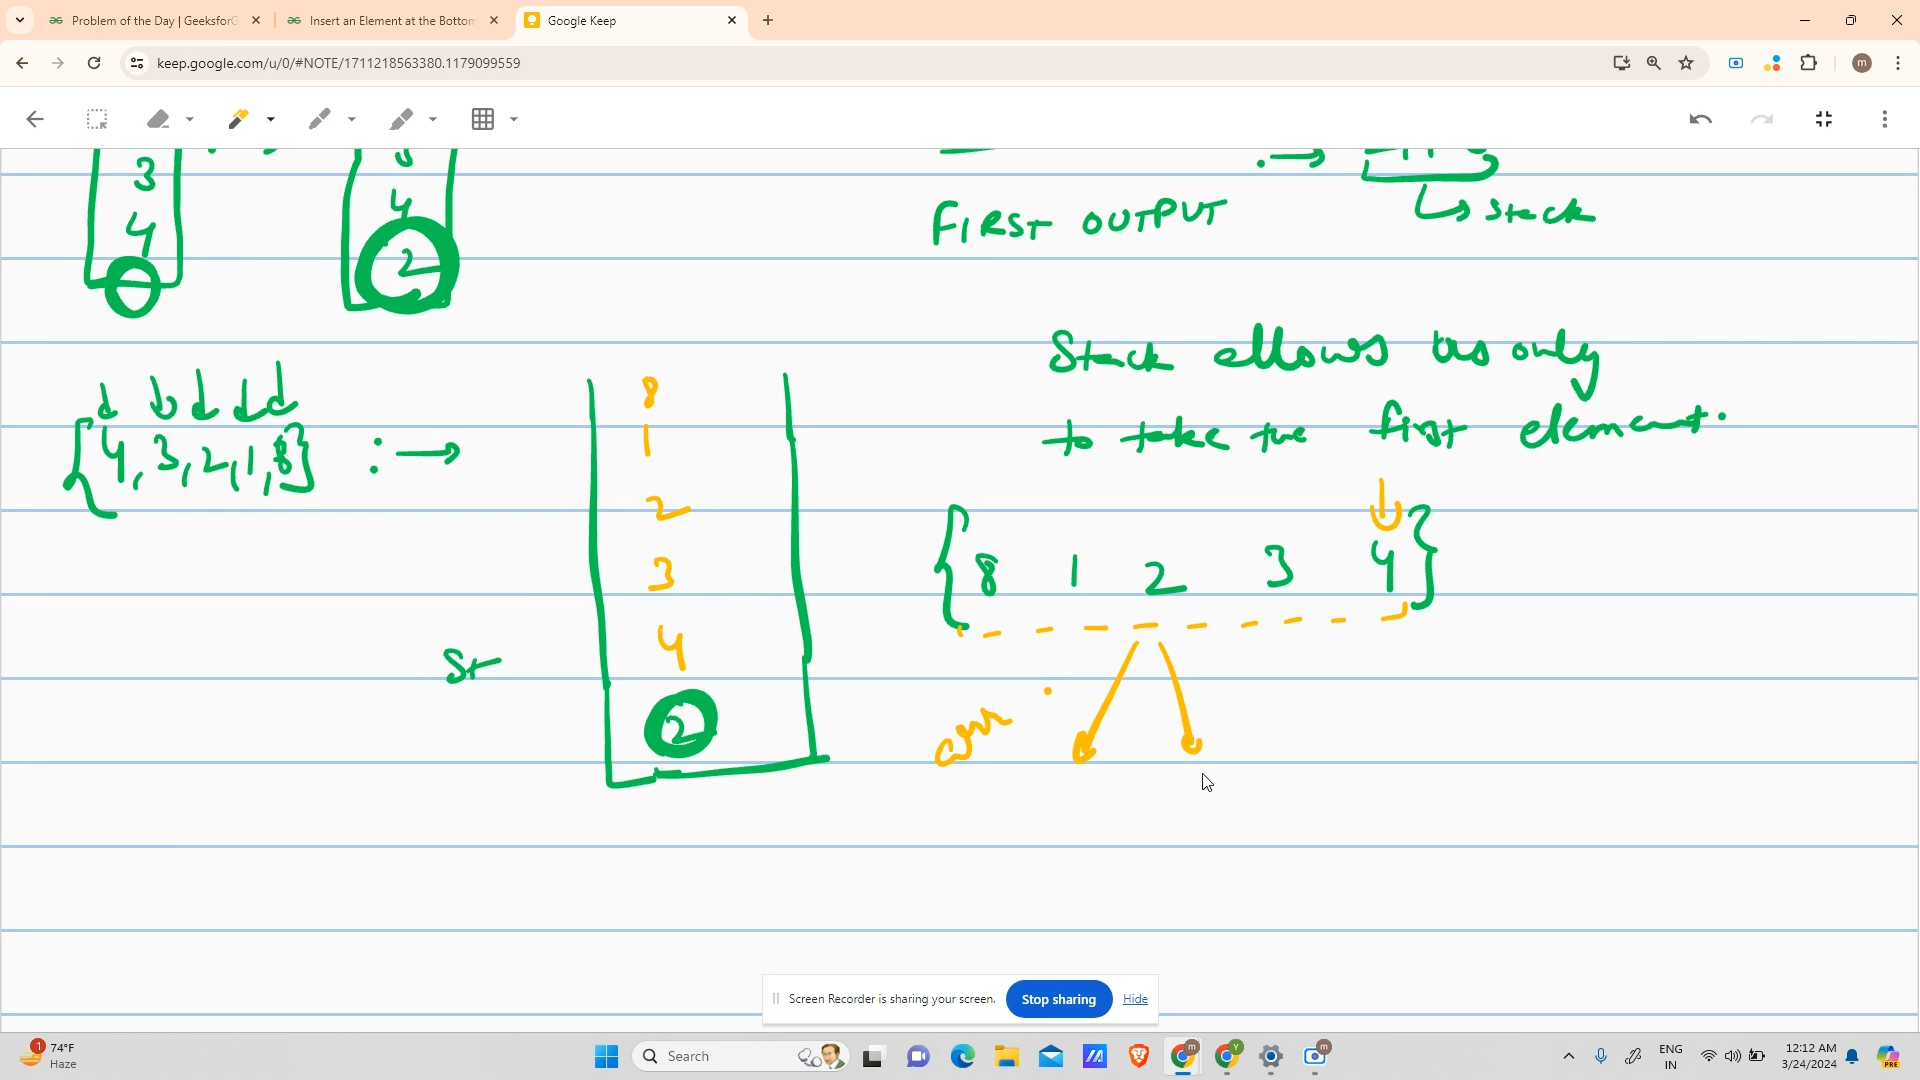 Problem of the Day | GeeksforG
Insert an Element at the Bottom
Google Keep
keep.google.com/u/0/#NOTE/1711218563380.1179099559
m
3
4
4
2
FIRST OUTPUT
Stack
Stack allows us only
to take the first element.
{4, 3, 2, 1, 8} : →
8
1
2
3
4
2
St
{8 1 2 3 4}
arr
Screen Recorder is sharing your screen.
Stop sharing
Hide
1
74°F
Haze
Search
m
Y
m
ENG
IN
12:12 AM
3/24/2024
PRE